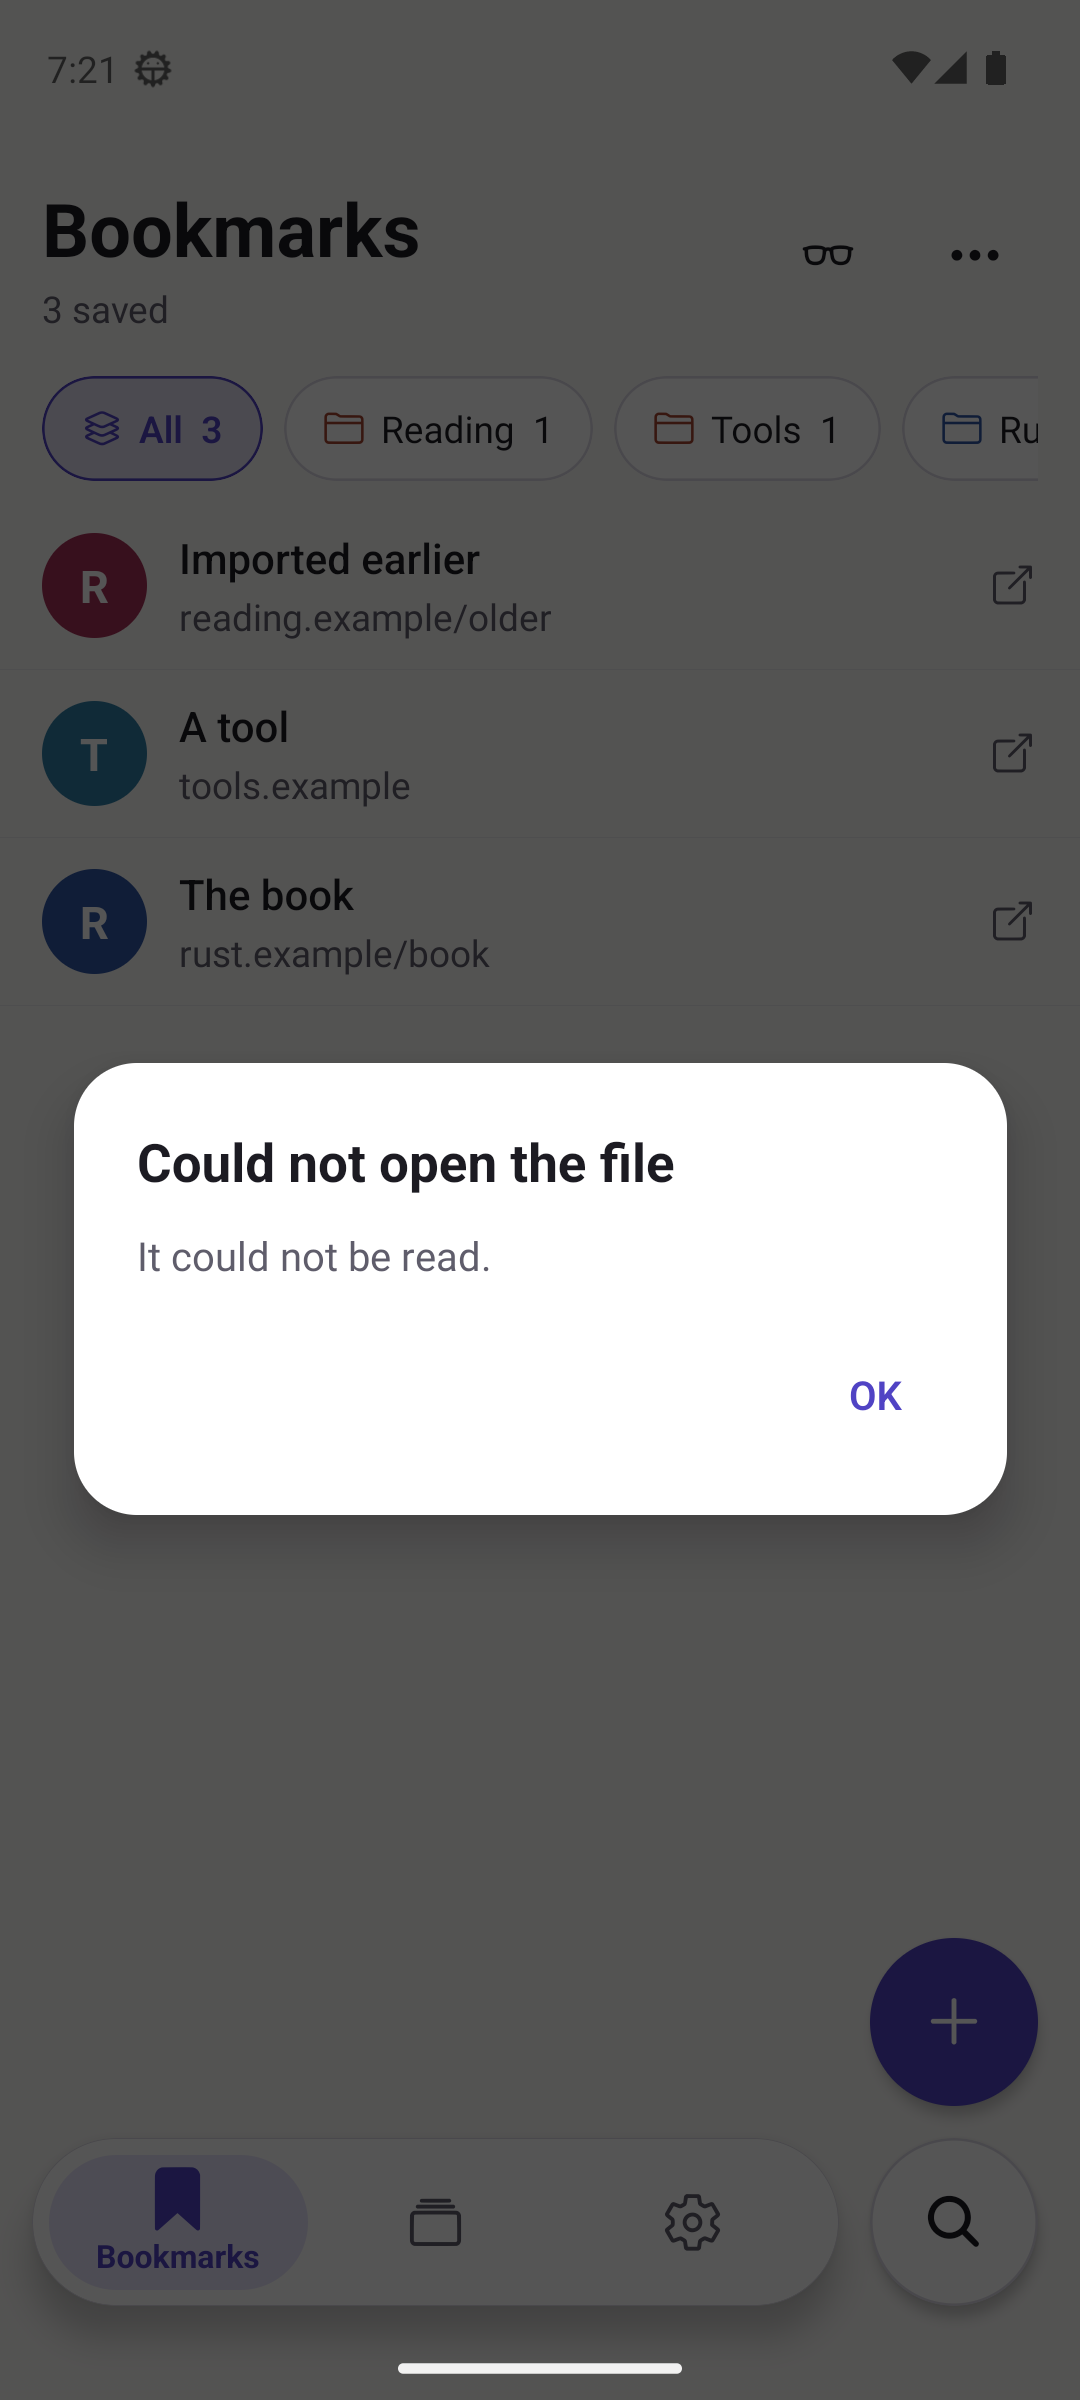 7:21
Bookmarks
3 saved
All 3
Reading 1
Tools 1
Ru
R
Imported earlier
reading.example/older
T
A tool
tools.example
R
The book
rust.example/book
Could not open the file
It could not be read.
OK
Bookmarks